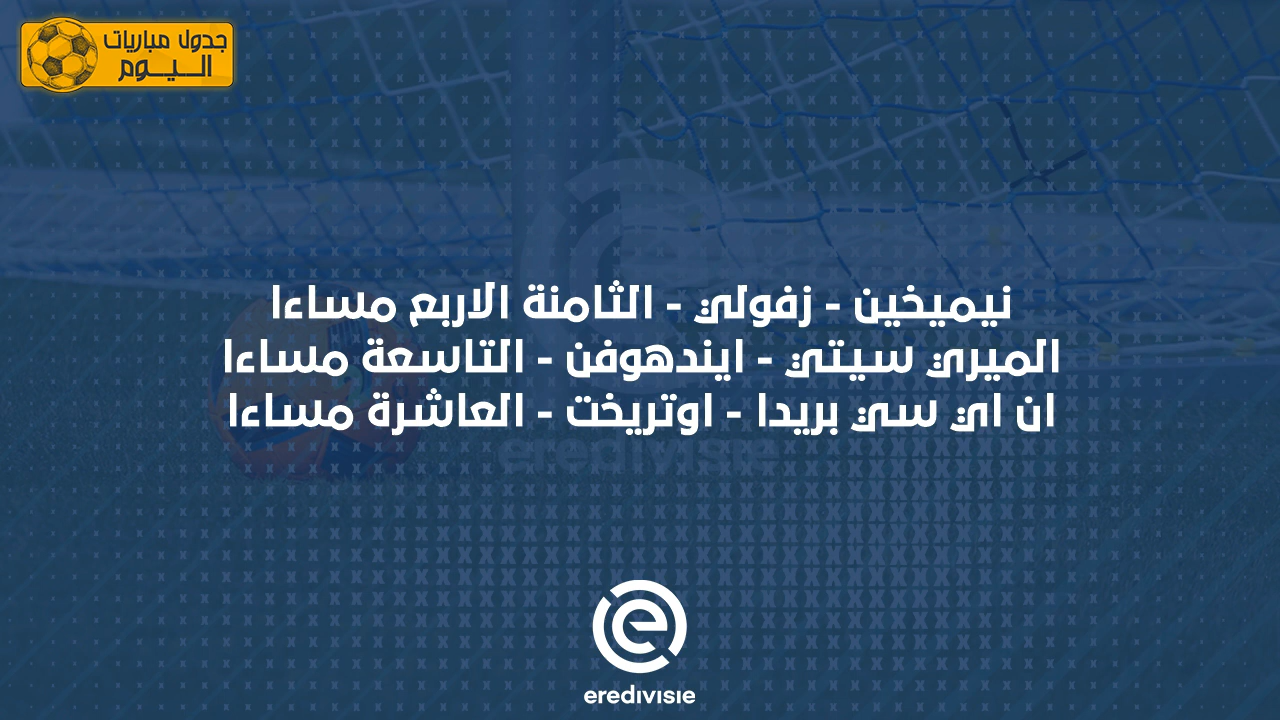 جدول مباريات
اليوم
نيميخين - زفولي - الثامنة الاربع مساءا
الميري سيتي - ايندهوفن - التاسعة مساءا
ان اي سي بريدا - اوتريخت - العاشرة مساءا
eredivisie
eredivisie